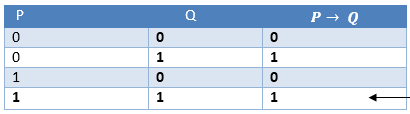 P Q P → Q
0 0 0
0 1 1
1 0 0
1 1 1